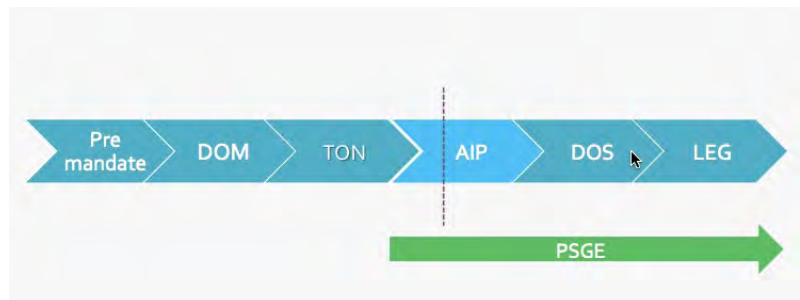 Pre
mandate
DOM
TON
AIP
DOS
LEG
PSGE